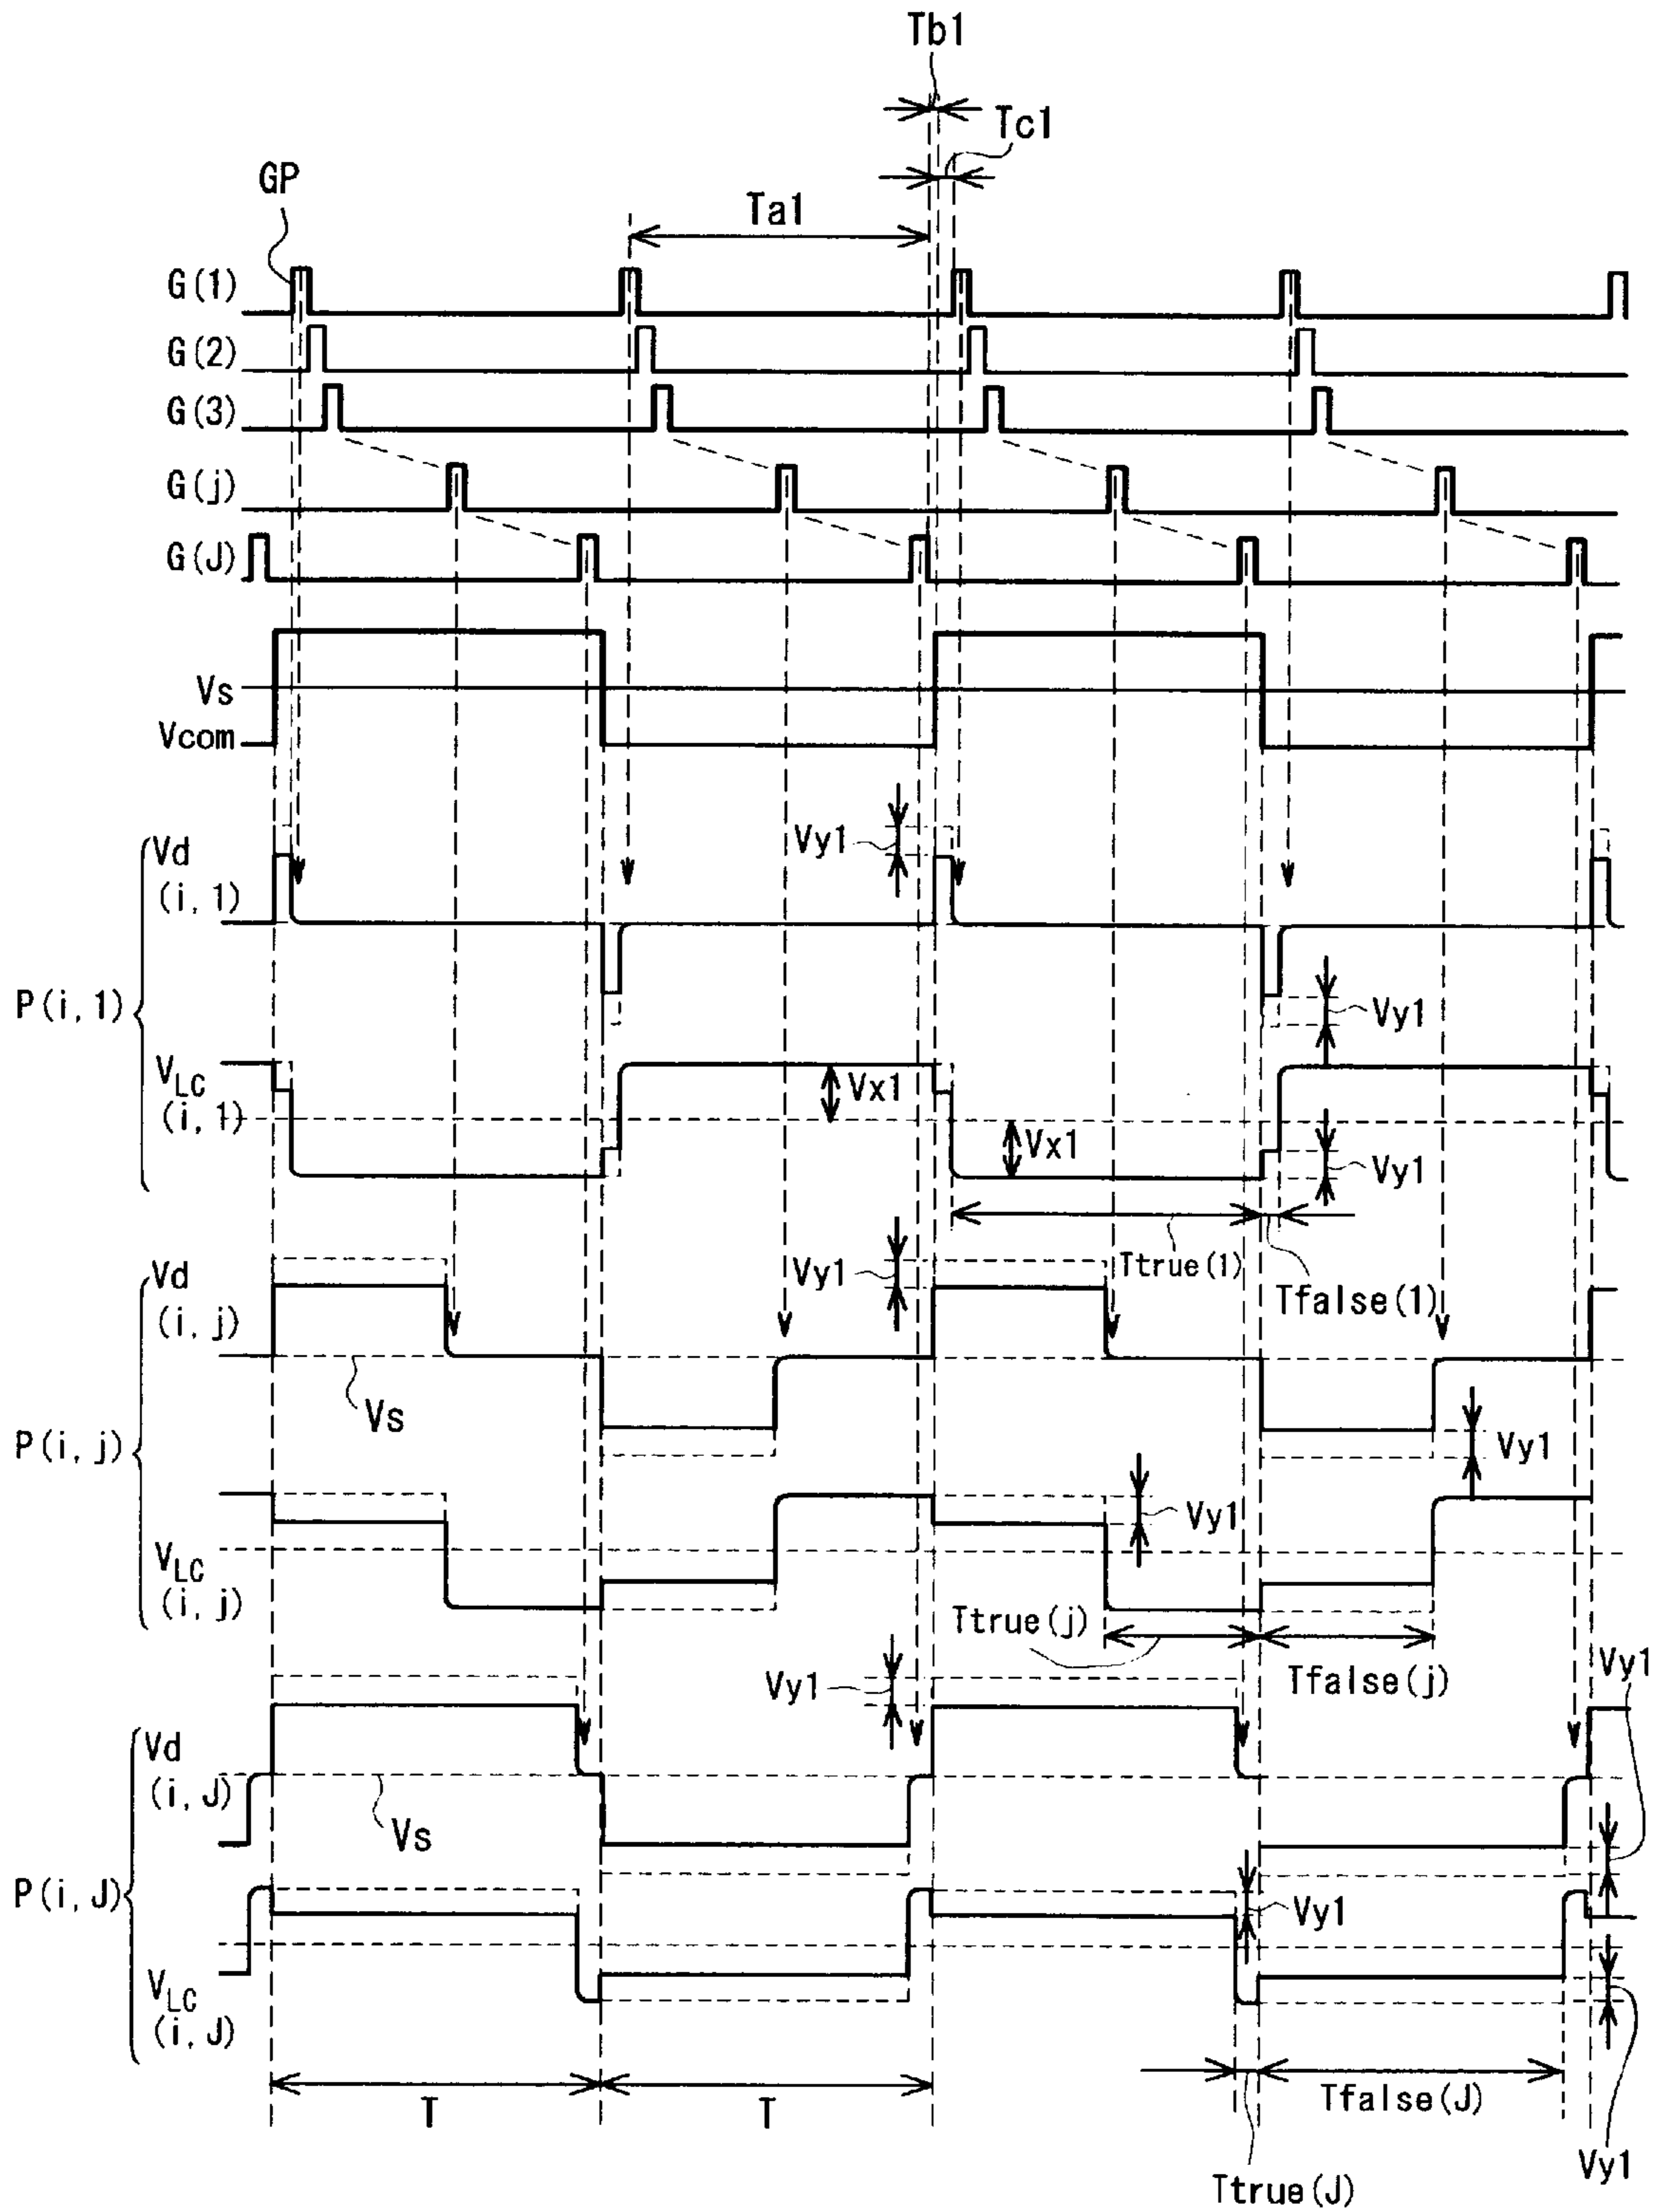 Tb1
Tc1
GP
Ta1
G(1)
G(2)
G(3)
G(j)
G(J)
Vs
Vcom
Vy1
Vd
(i, 1)
P(i, 1)
Vy1
VLC
(i, 1)
Vx1
Vx1
Vy1
Ttrue(1)
Tfalse(1)
Vy1
Vd
(i, j)
Vs
P(i, j)
Vy1
Vy1
VLC
(i, j)
Ttrue(j)
Tfalse(j)
Vy1
Vy1
Vd
(i, J)
Vs
P(i, J)
Vy1
VLC
(i, J)
T
T
Tfalse(J)
Vy1
Ttrue(J)